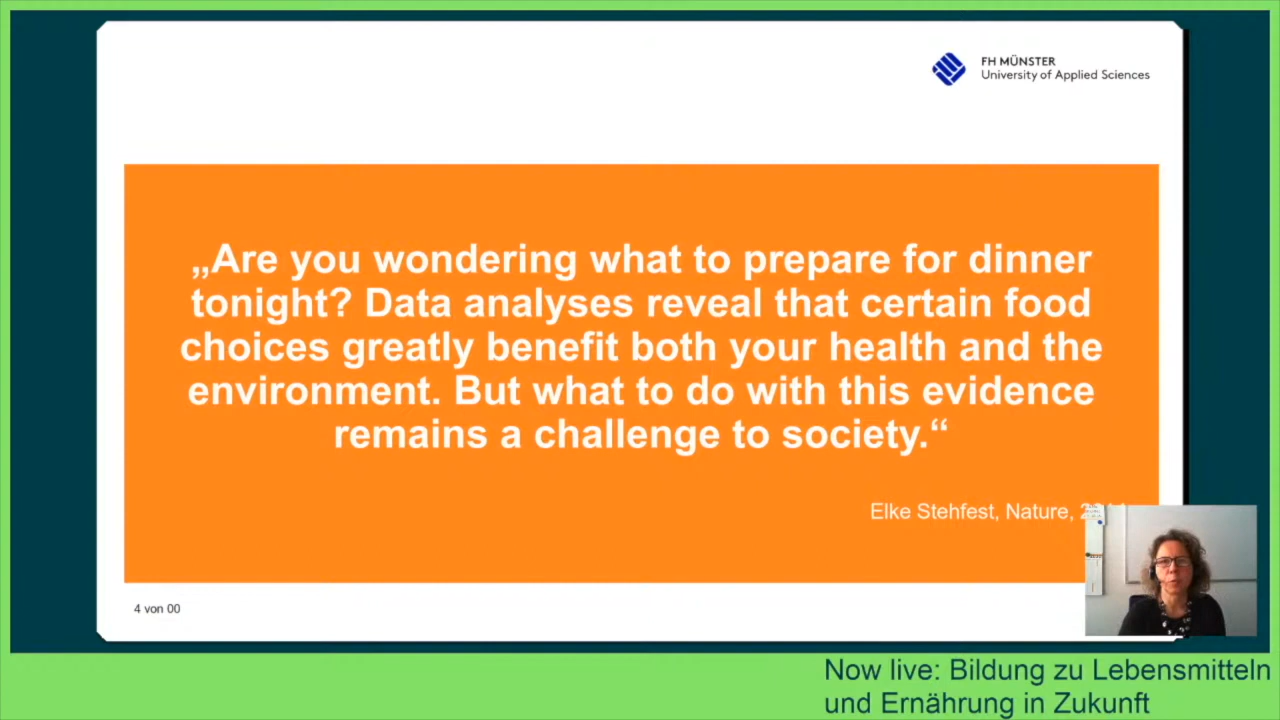 FH MÜNSTER
University of Applied Sciences
„Are you wondering what to prepare for dinner
tonight? Data analyses reveal that certain food
choices greatly benefit both your health and the
environment. But what to do with this evidence
remains a challenge to society.“
Elke Stehfest, Nature,
4 von 00
Now live: Bildung zu Lebensmitteln
und Ernährung in Zukunft